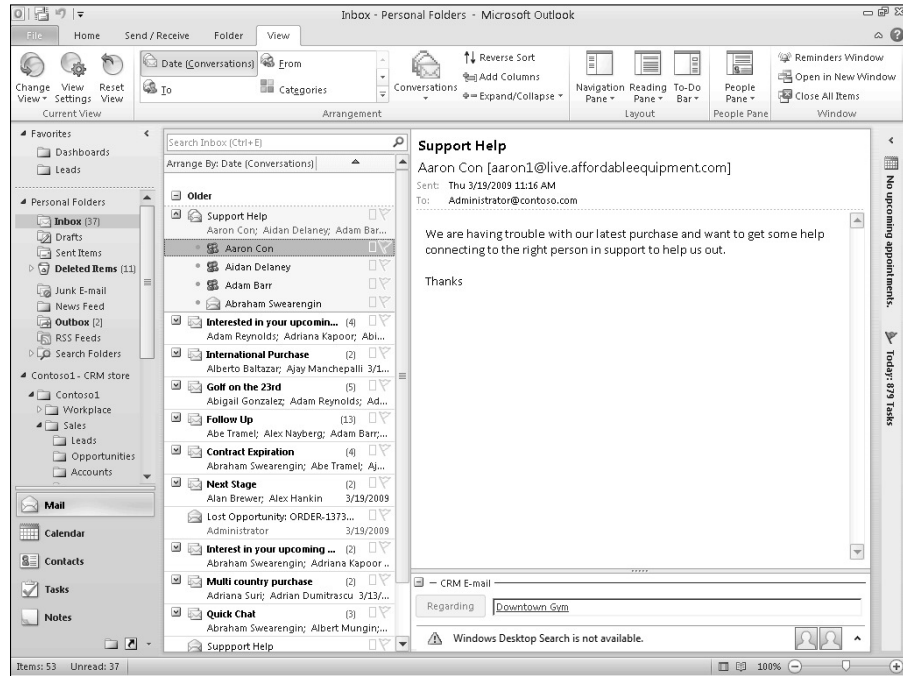 Inbox - Personal Folders - Microsoft Outlook
File Home Send / Receive Folder View
Change View
View Settings
Reset View
Current View
Date (Conversations) From
To Categories
Arrangement
Conversations
Reverse Sort
Add Columns
Expand/Collapse
Navigation Pane
Reading Pane
To-Do Bar
Layout
People Pane
People Pane
Reminders Window
Open in New Window
Close All Items
Window
Favorites
Dashboards
Leads
Personal Folders
Inbox (37)
Drafts
Sent Items
Deleted Items (11)
Junk E-mail
News Feed
Outbox [2]
RSS Feeds
Search Folders
Contoso1 - CRM store
Contoso1
Workplace
Sales
Leads
Opportunities
Accounts
Mail
Calendar
Contacts
Tasks
Notes
Search Inbox (Ctrl+E)
Arrange By: Date (Conversations)
Older
Support Help
Aaron Con; Aidan Delaney; Adam Bar...
Aaron Con
Aidan Delaney
Adam Barr
Abraham Swearengin
Interested in your upcomin... (4)
Adam Reynolds; Adriana Kapoor; Abi...
International Purchase (2)
Alberto Baltazar; Ajay Manchepalli 3/1...
Golf on the 23rd (5)
Abigail Gonzalez; Adam Reynolds; Ad...
Follow Up (13)
Abe Tramel; Alex Nayberg; Adam Barr;...
Contract Expiration (4)
Abraham Swearengin; Abe Tramel; Aj...
Next Stage (2)
Alan Brewer; Alex Hankin 3/19/2009
Lost Opportunity: ORDER-1373...
Administrator 3/19/2009
Interest in your upcoming ... (2)
Abraham Swearengin; Adriana Kapoor ..
Multi country purchase (2)
Adriana Suri; Adrian Dumitrascu 3/13/...
Quick Chat (3)
Abraham Swearengin; Albert Mungin;...
Suppport Help
Support Help
Aaron Con [aaron1@live.affordableequipment.com]
Sent: Thu 3/19/2009 11:16 AM
To: Administrator@contoso.com
We are having trouble with our latest purchase and want to get some help
connecting to the right person in support to help us out.
Thanks
CRM E-mail
Regarding Downtown Gym
Windows Desktop Search is not available.
No upcoming appointments.
Today: 879 Tasks
Items: 53 Unread: 37
100%